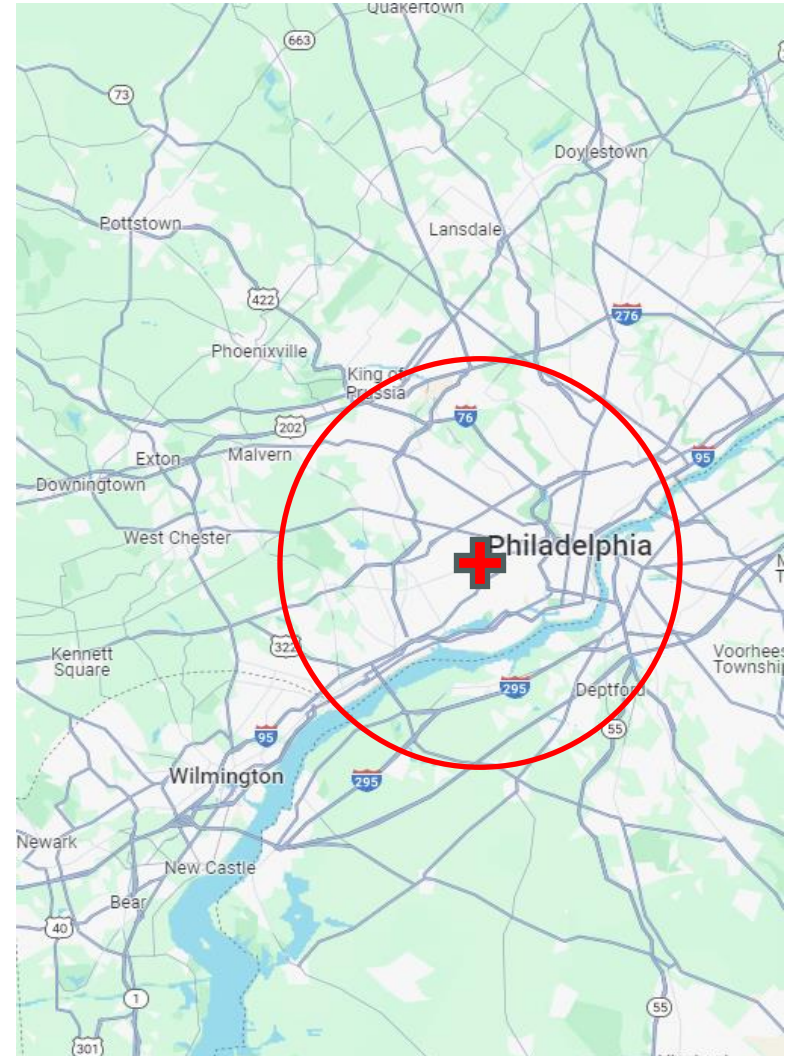 Quakertown
663
73
Doylestown
Pottstown
Lansdale
422
276
Phoenixville
King of
Prussia
76
202
Exton
Malvern
95
Downingtown
West Chester
Philadelphia
322
Kennett
Square
Voorhees
Township
295
Deptford
55
95
Wilmington
295
Newark
New Castle
Bear
40
1
55
301